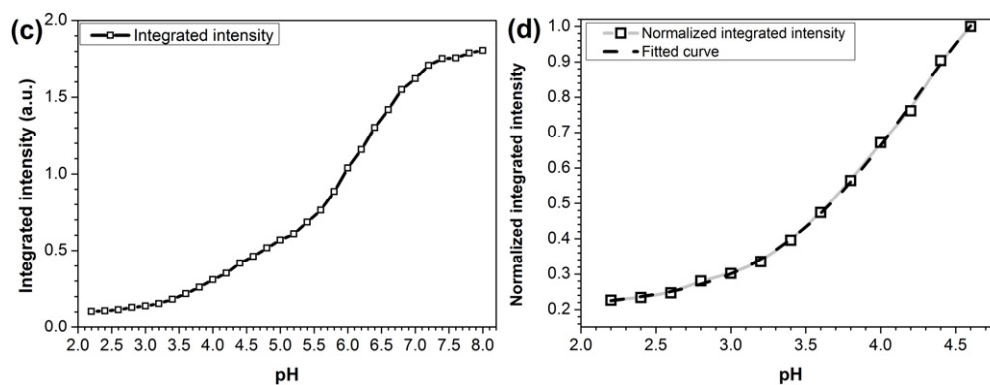 (c)
Integrated intensity
Integrated intensity (a.u.)
2.0
1.5
1.0
0.5
0.0
2.0 2.5 3.0 3.5 4.0 4.5 5.0 5.5 6.0 6.5 7.0 7.5 8.0
pH
(d)
Normalized integrated intensity
Fitted curve
Normalized integrated intensity
1.0
0.9
0.8
0.7
0.6
0.5
0.4
0.3
0.2
2.0 2.5 3.0 3.5 4.0 4.5
pH